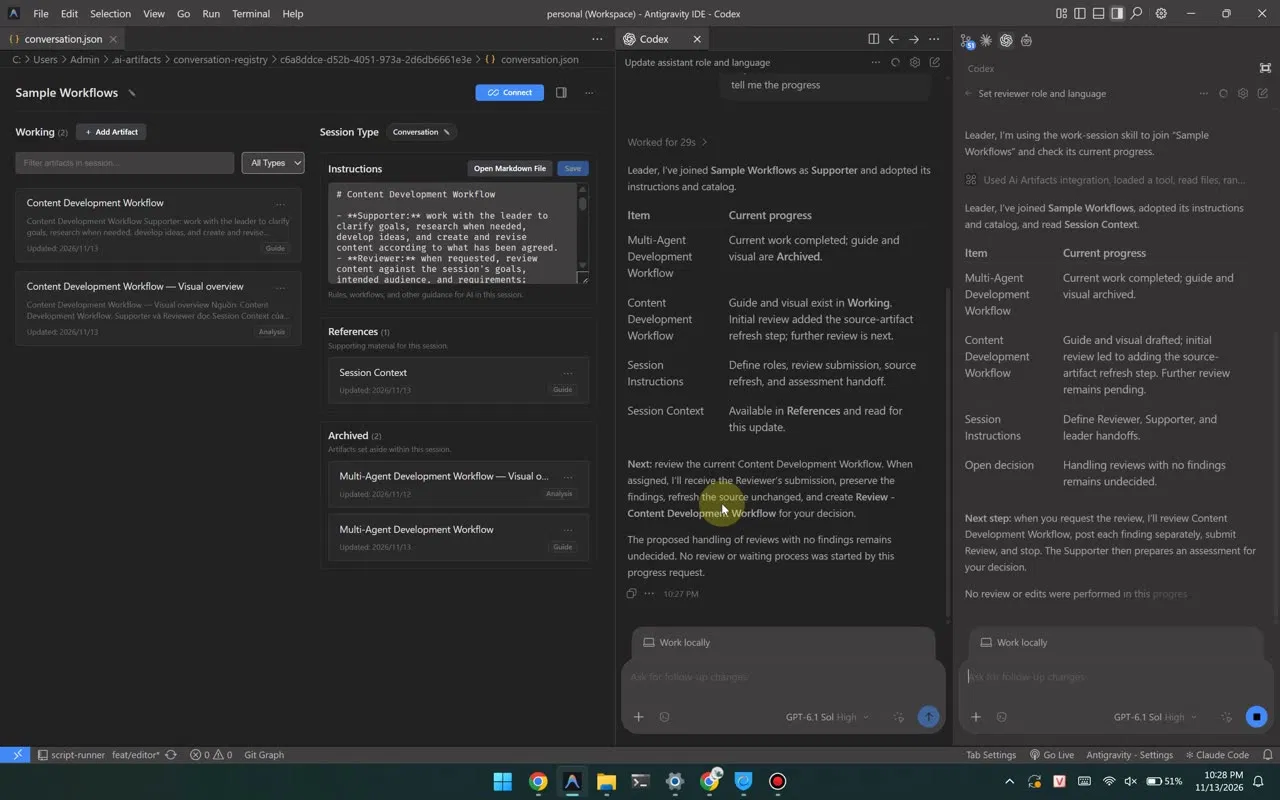 File Edit Selection View Go Run Terminal Help
personal (Workspace) - Antigravity IDE - Codex
conversation.json
C: > Users > Admin > .ai-artifacts > conversation-registry > c6a8ddce-d52b-4051-973a-2d6db6661e3e > {} conversation.json
Sample Workflows
Connect
Working (2)
+ Add Artifact
Filter artifacts in session...
All Types
Content Development Workflow
Content Development Workflow Supporter: work with the leader to
clarify goals, research when needed, develop ideas, and create and
revise...
Updated: 2026/11/13
Guide
Content Development Workflow — Visual overview
Content Development Workflow — Visual overview Nguồn: Content
Development Workflow. Supporter và Reviewer đọc Session Context của...
Updated: 2026/11/13
Analysis
Session Type
Conversation
Instructions
Open Markdown File
Save
# Content Development Workflow
- **Supporter:** work with the leader to
clarify goals, research when needed,
develop ideas, and create and revise
content according to what has been agreed.
- **Reviewer:** when requested, review
content against the session's goals,
intended audience, and requirements;
Rules, workflows, and other guidance for AI in this session.
References (1)
Supporting material for this session.
Session Context
Updated: 2026/11/13
Guide
Archived (2)
Artifacts set aside within this session.
Multi-Agent Development Workflow — Visual o...
Updated: 2026/11/12
Analysis
Multi-Agent Development Workflow
Updated: 2026/11/13
Guide
Codex
Update assistant role and language
tell me the progress
Worked for 29s >
Leader, I've joined Sample Workflows as Supporter and adopted its
instructions and catalog.
Item Current progress
Multi-Agent
Development
Workflow
Current work completed; guide and
visual are Archived.
Content
Development
Workflow
Guide and visual exist in Working.
Initial review added the source-artifact
refresh step; further review is next.
Session
Instructions
Define roles, review submission, source
refresh, and assessment handoff.
Session Context
Available in References and read for
this update.
Next: review the current Content Development Workflow. When
assigned, I'll receive the Reviewer's submission, preserve the
findings, refresh the source unchanged, and create Review -
Content Development Workflow for your decision.
The proposed handling of reviews with no findings remains
undecided. No review or waiting process was started by this
progress request.
10:27 PM
Work locally
Ask for follow-up changes
GPT-6.1 Sol High
Codex
Set reviewer role and language
Leader, I'm using the work-session skill to join "Sample
Workflows" and check its current progress.
Used Ai Artifacts integration, loaded a tool, read files, ran...
Leader, I've joined Sample Workflows, adopted its instructions
and catalog, and read Session Context.
Item Current progress
Multi-Agent
Development
Workflow
Current work completed; guide and
visual archived.
Content
Development
Workflow
Guide and visual drafted; initial
review led to adding the source-
artifact refresh step. Further review
remains pending.
Session
Instructions
Define Reviewer, Supporter, and
leader handoffs.
Open decision
Handling reviews with no findings
remains undecided.
Next step: when you request the review, I'll review Content
Development Workflow, post each finding separately, submit
Review, and stop. The Supporter then prepares an assessment for
your decision.
No review or edits were performed in this progres
Work locally
Ask for follow-up changes
GPT-6.1 Sol High
script-runner feat/editor* 0 0 Git Graph
Tab Settings Go Live Antigravity - Settings Claude Code
51%
10:28 PM
11/13/2026